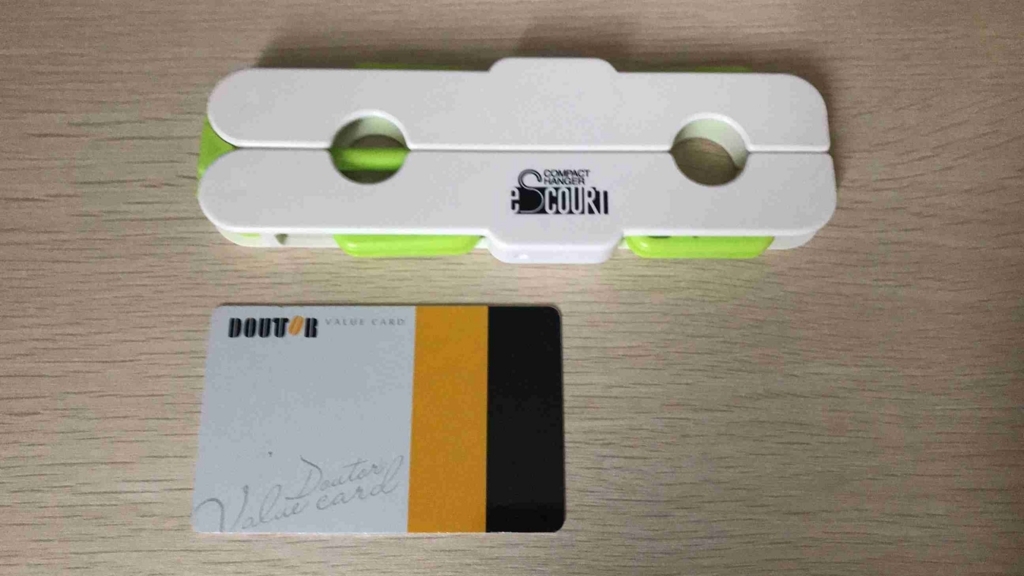 COMPACT
HANGER
eSCOURT
DOUTOR VALUE CARD
Doutor
Value card